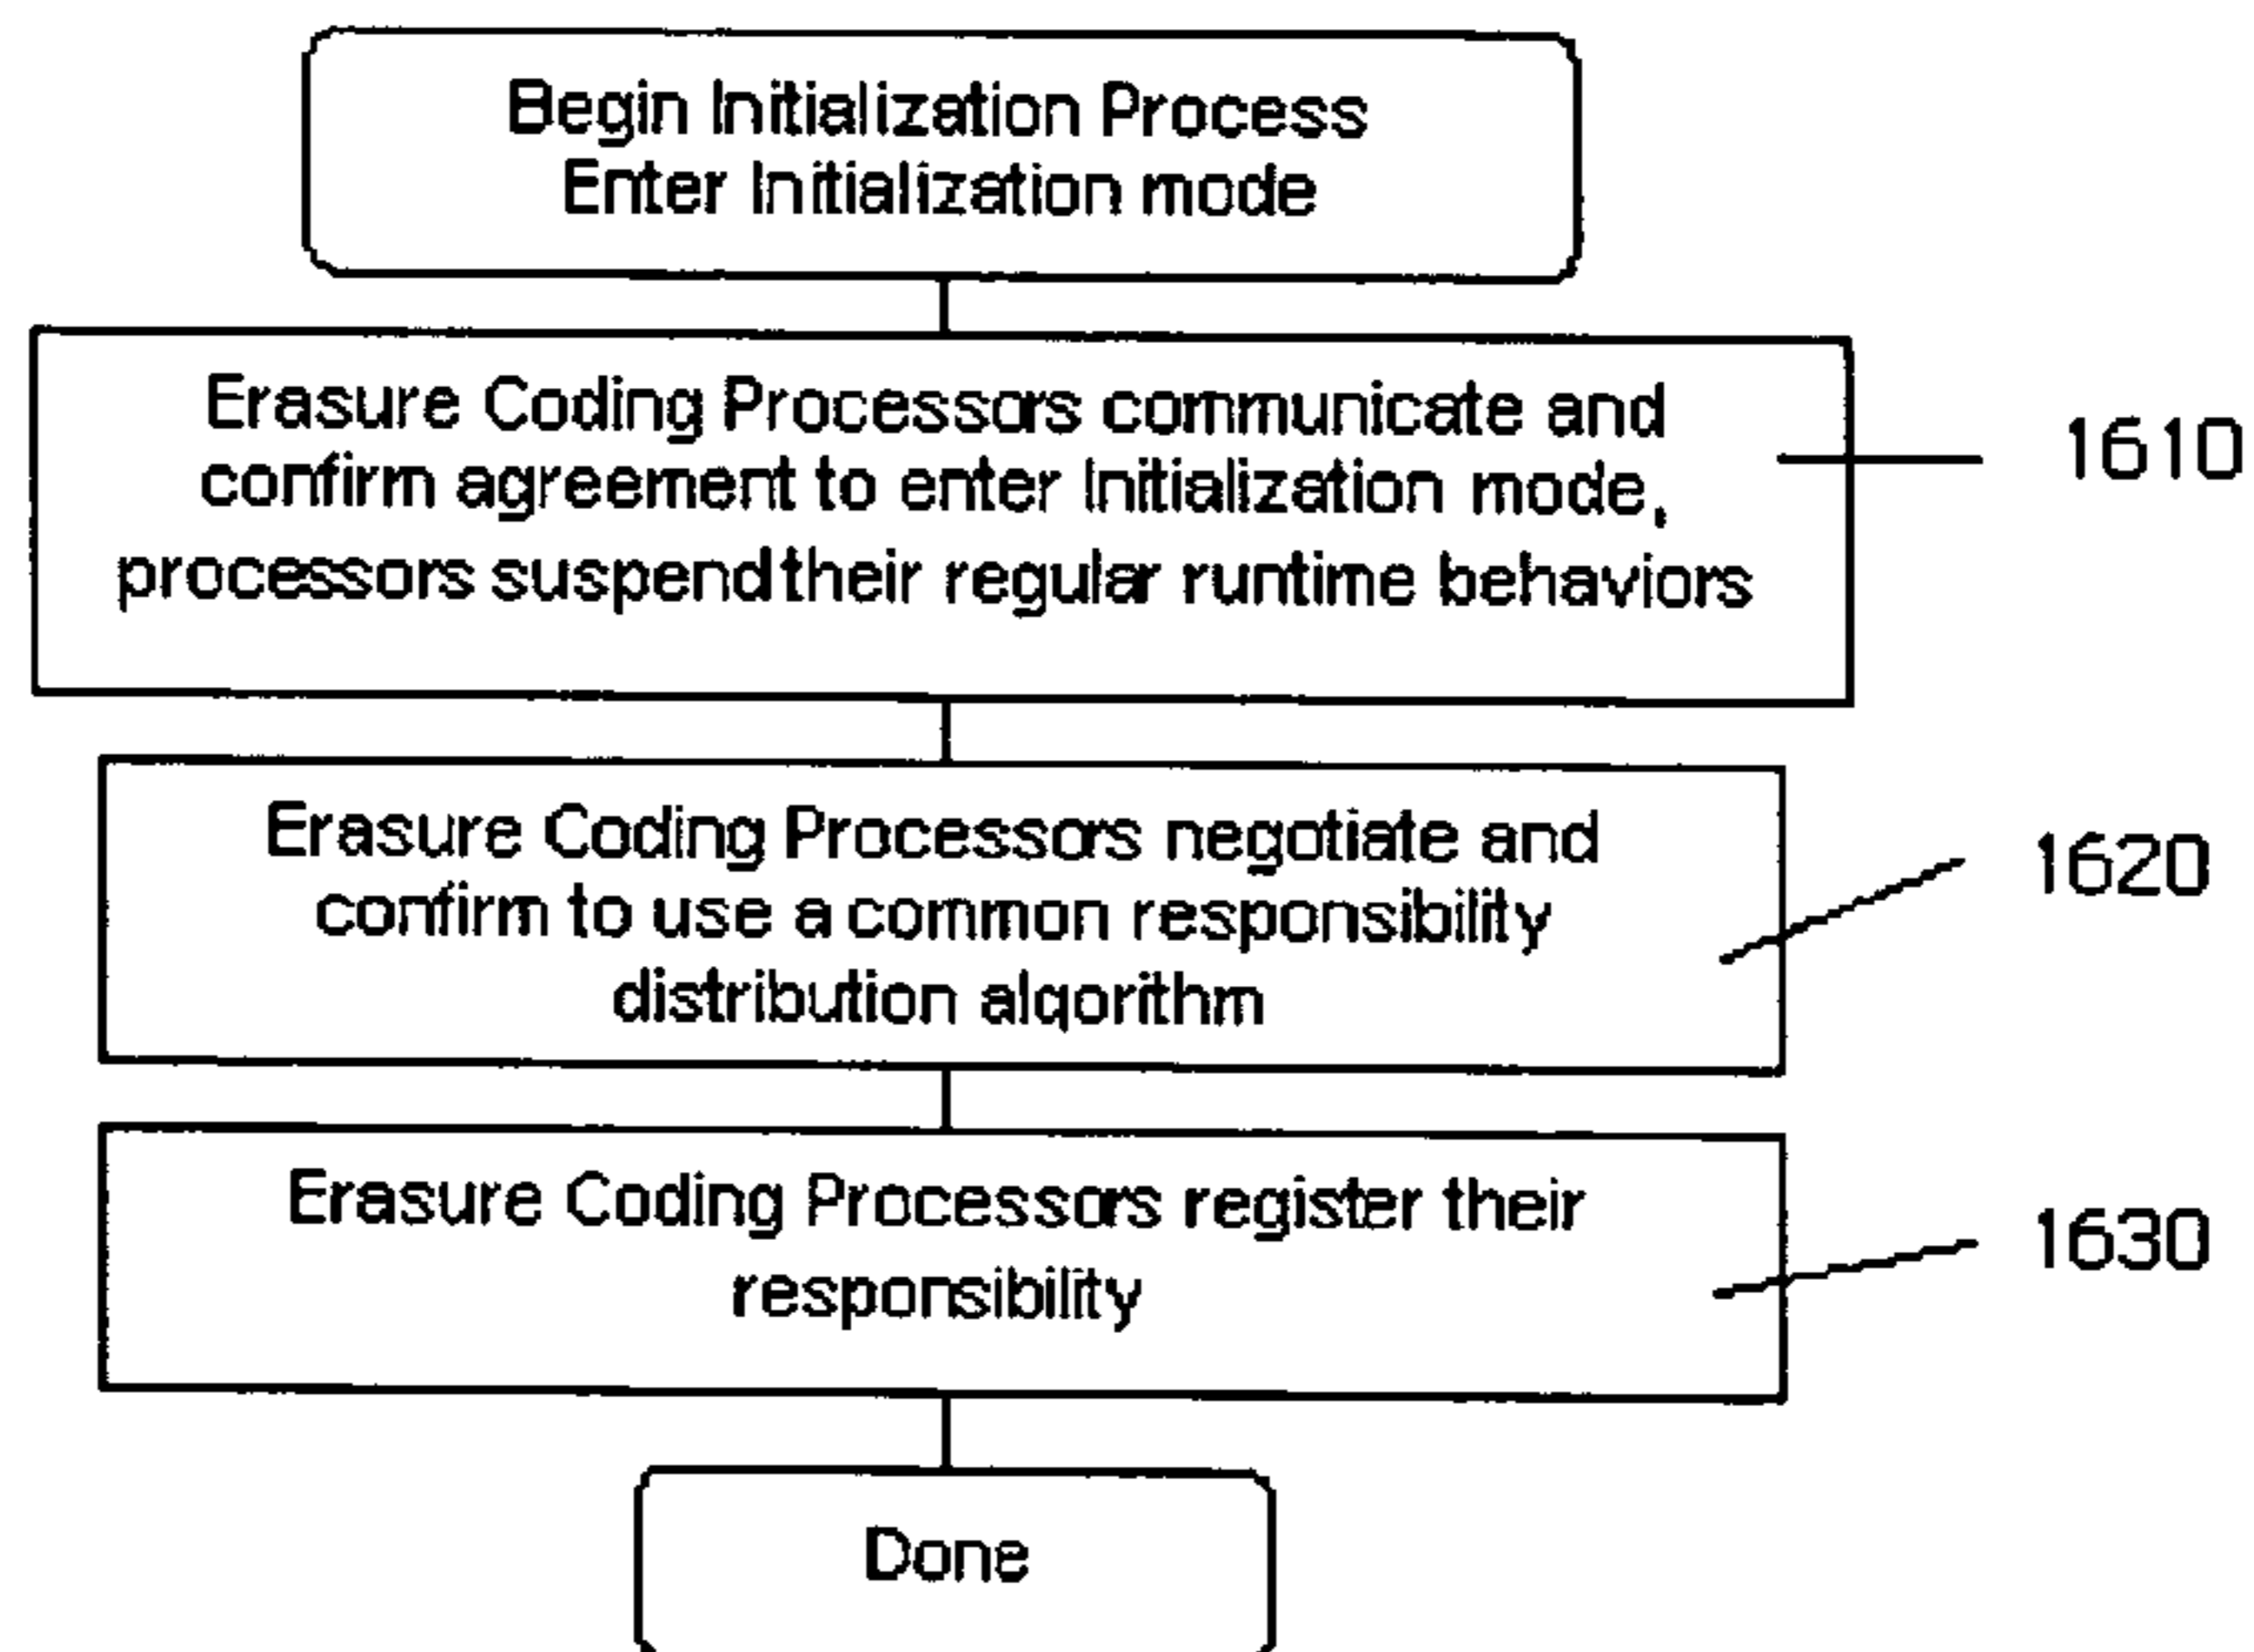 Begin Initialization Process
Enter Initialization mode
Erasure Coding Processors communicate and
confirm agreement to enter Initialization mode,
processors suspend their regular runtime behaviors
1610
Erasure Coding Processors negotiate and
confirm to use a common responsibility
distribution algorithm
1620
Erasure Coding Processors register their
responsibility
1630
Done